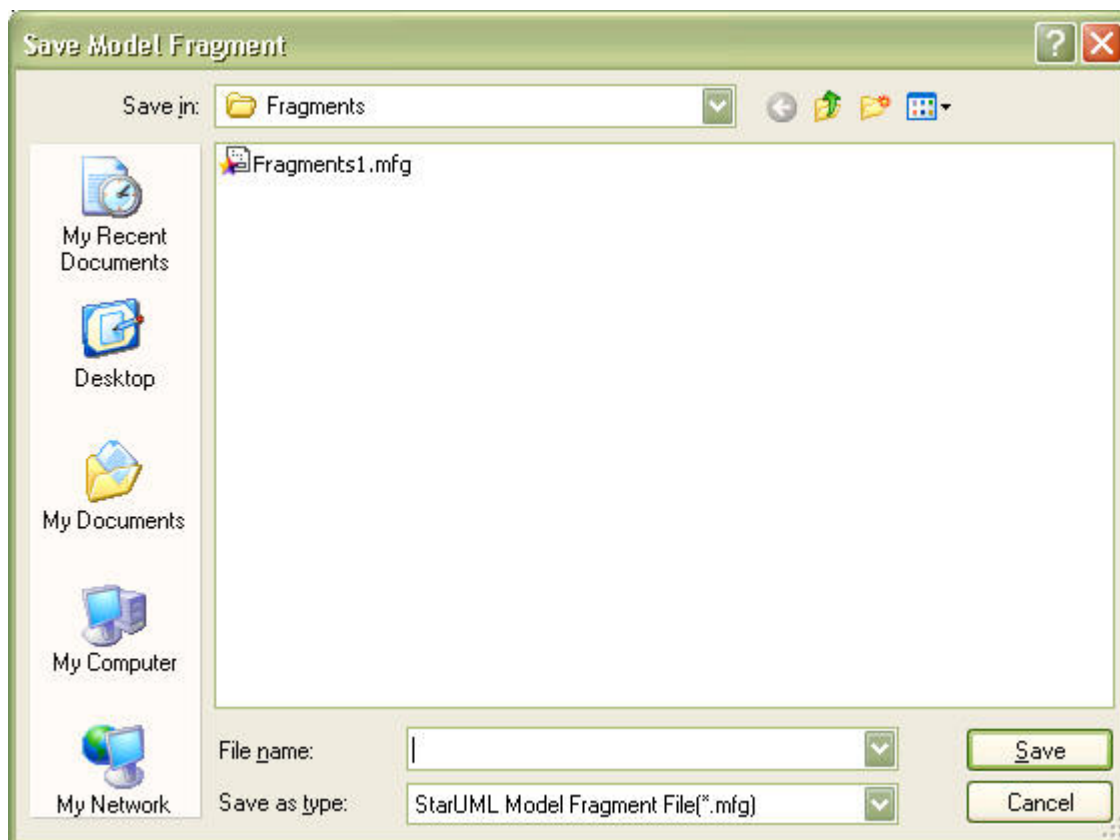 Save Model Fragment
Save in: Fragments
Fragments1.mfg
My Recent
Documents
Desktop
My Documents
My Computer
My Network
File name:
Save
Save as type: StarUML Model Fragment File(*.mfg)
Cancel